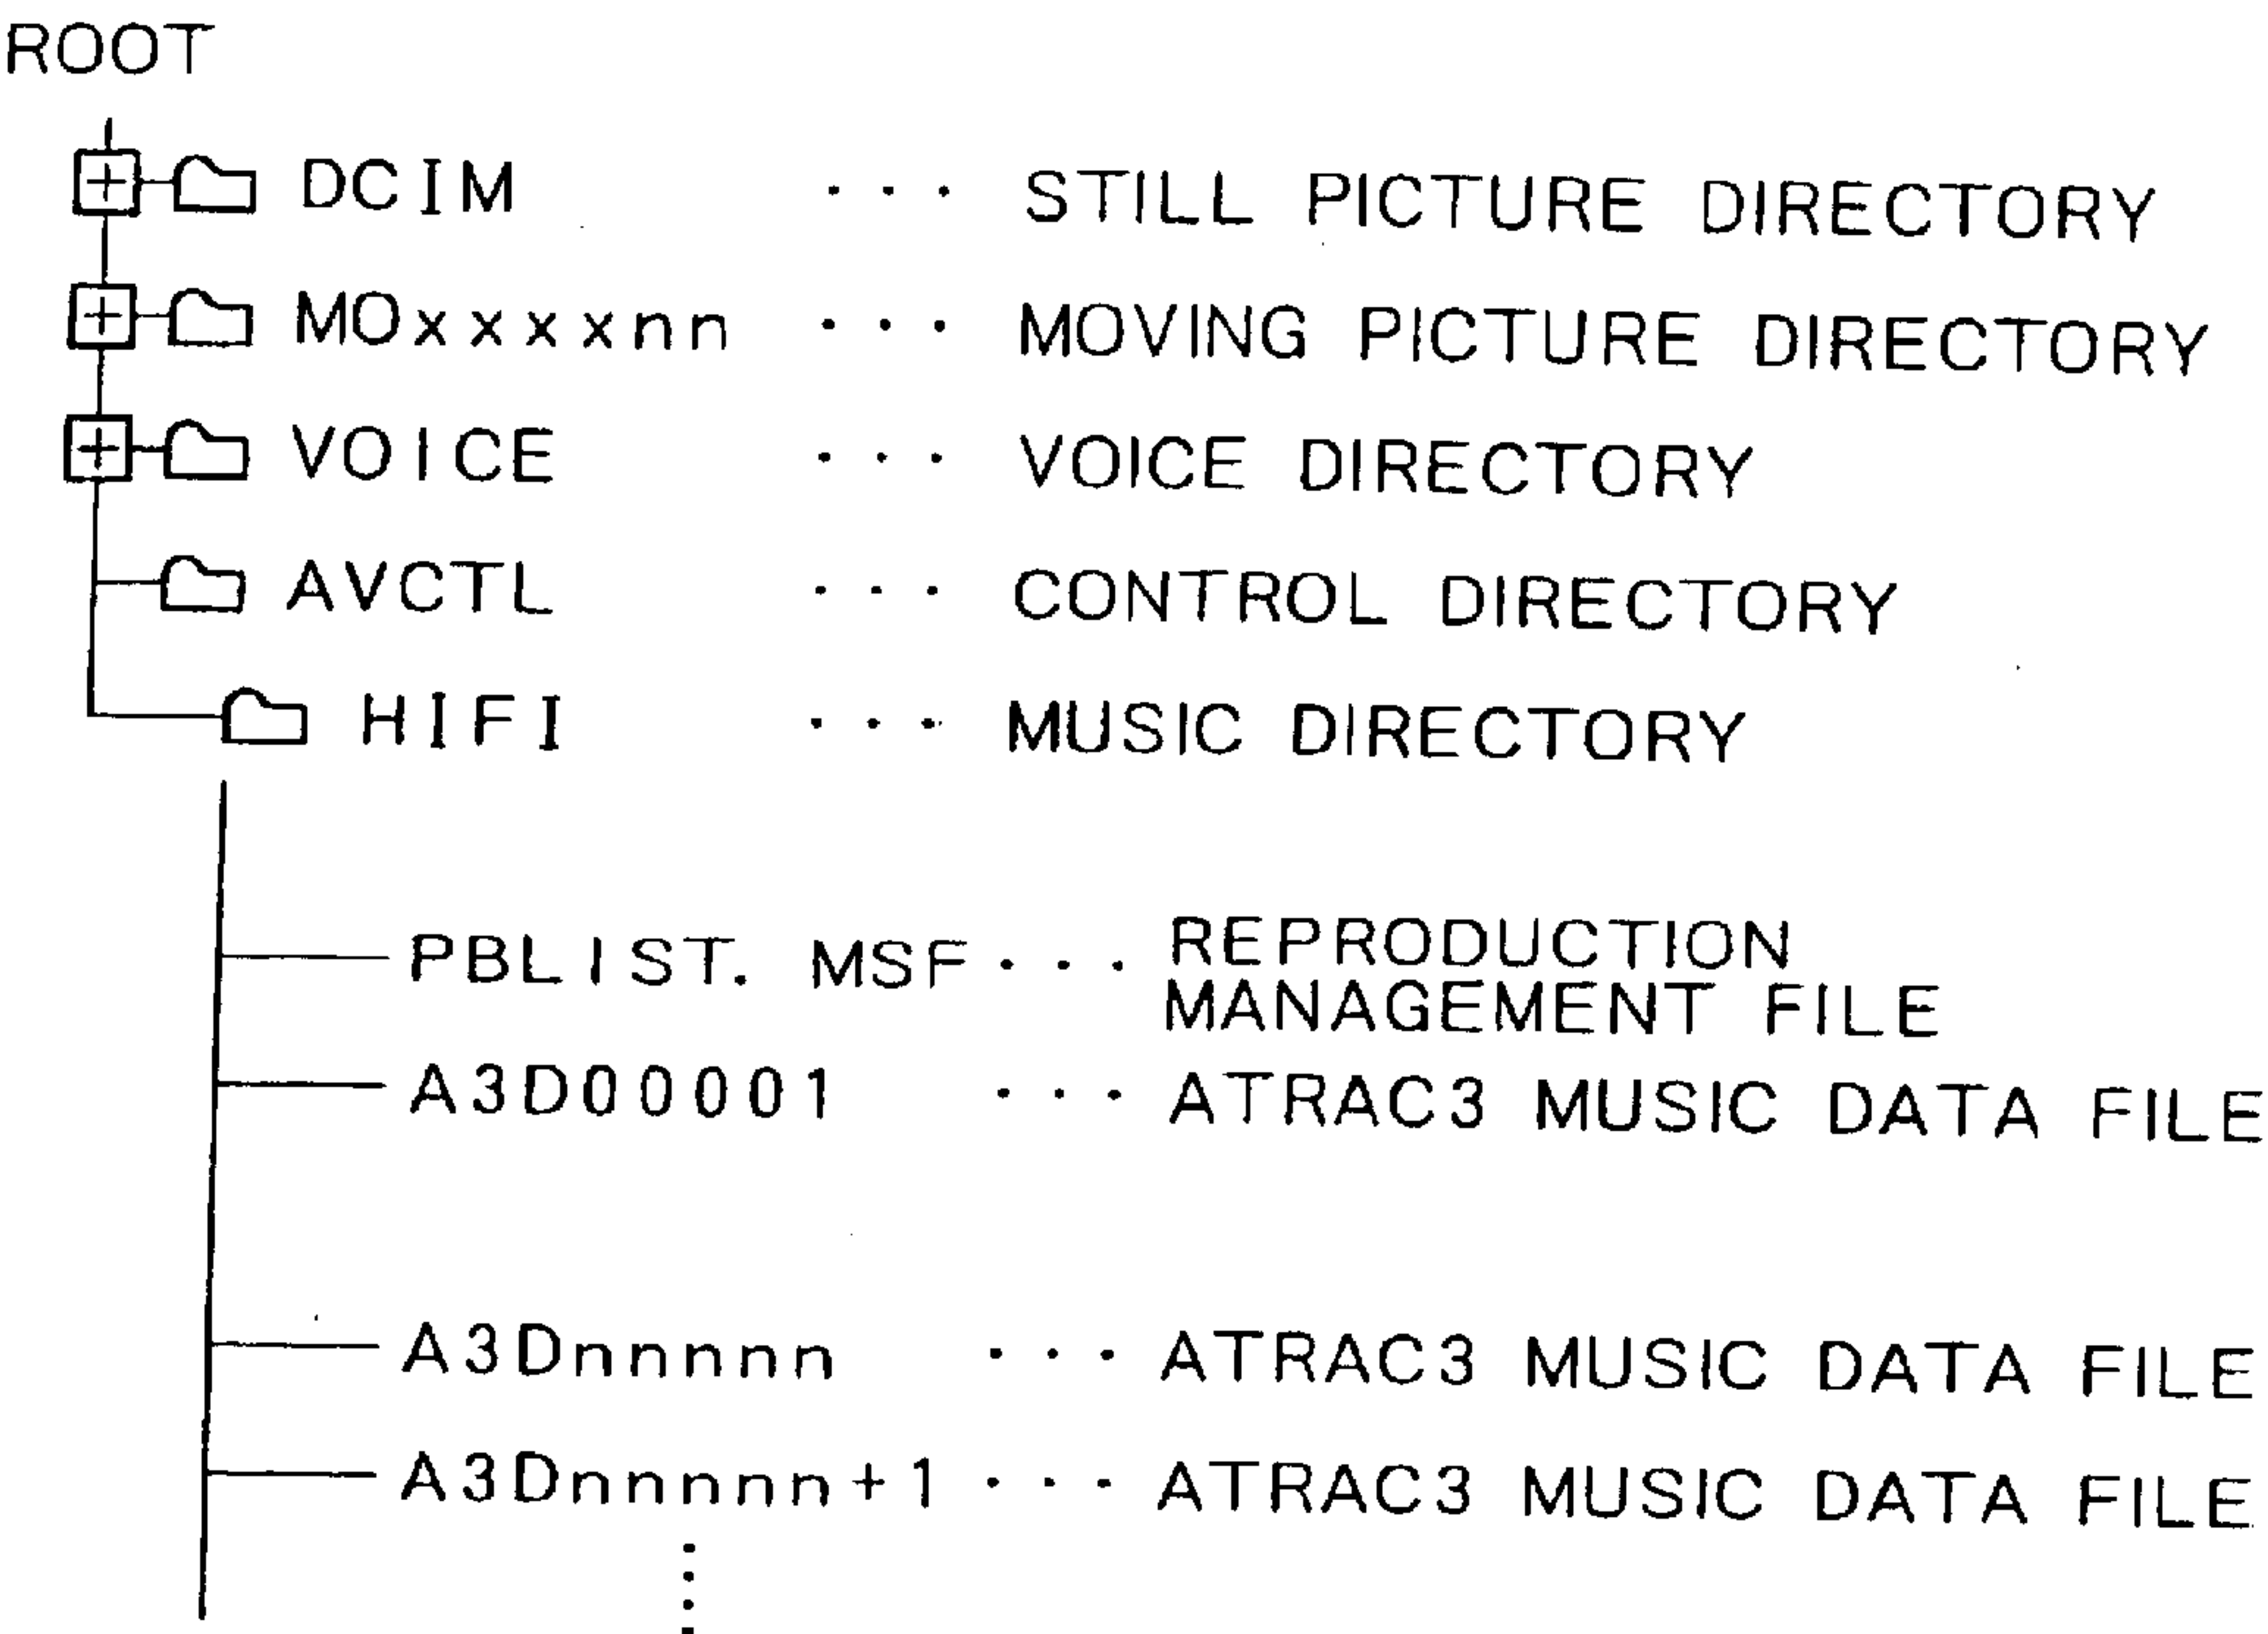 ROOT
DCIM ... STILL PICTURE DIRECTORY
MOxxxxnn ... MOVING PICTURE DIRECTORY
VOICE ... VOICE DIRECTORY
AVCTL ... CONTROL DIRECTORY
HIFI ... MUSIC DIRECTORY
PBLIST. MSF ... REPRODUCTION
MANAGEMENT FILE
A3D00001 ... ATRAC3 MUSIC DATA FILE
A3Dnnnnn ... ATRAC3 MUSIC DATA FILE
A3Dnnnnn+1 ... ATRAC3 MUSIC DATA FILE